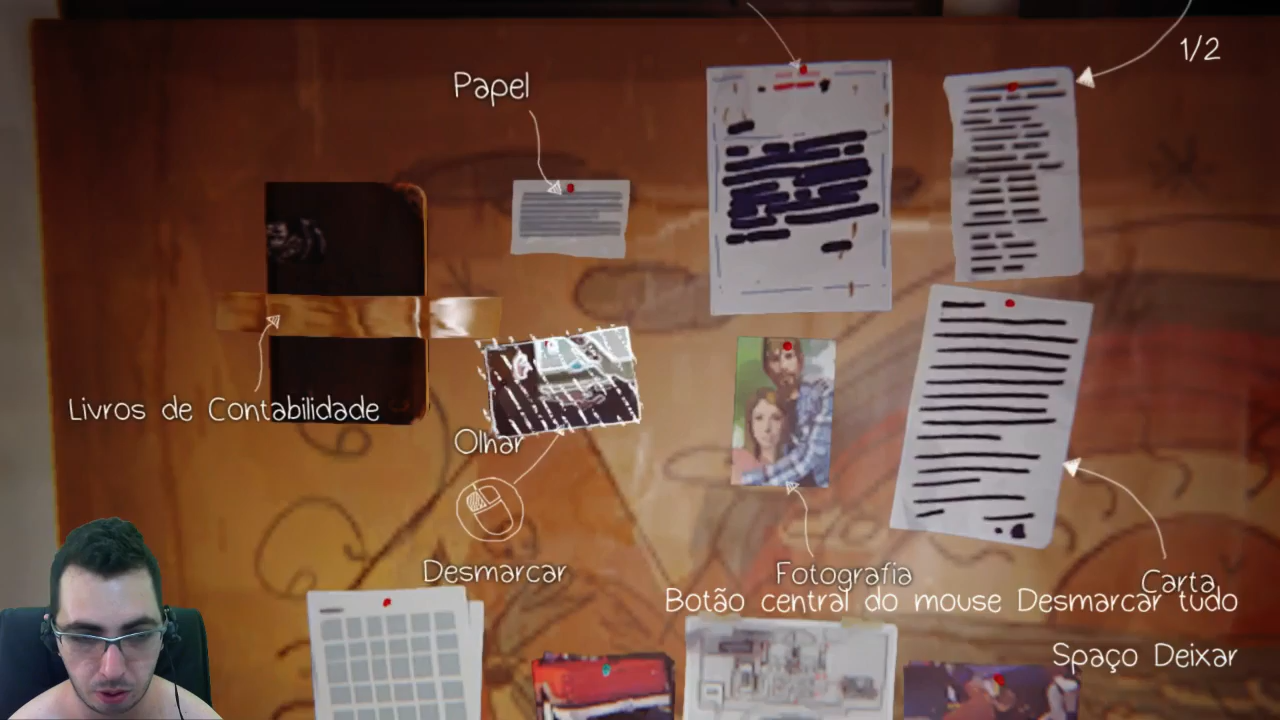 1/2
Papel
Livros de Contabilidade
Olhar
Desmarcar
Fotografia
Carta
Botão central do mouse Desmarcar tudo
Spaço Deixar